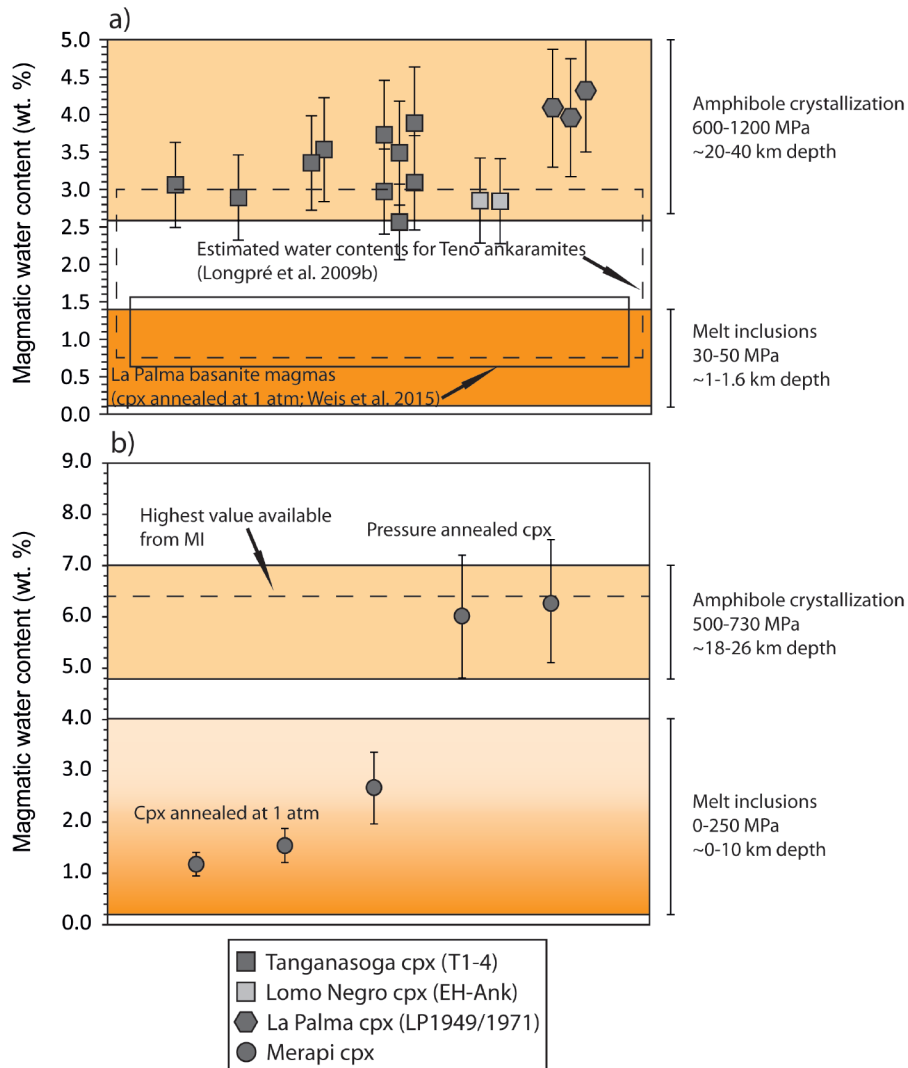 a)
Magmatic water content (wt. %)
5.0
4.5
4.0
3.5
3.0
2.5
2.0
1.5
1.0
0.5
0.0
Estimated water contents for Teno ankaramites
(Longpré et al. 2009b)
La Palma basanite magmas
(cpx annealed at 1 atm; Weis et al. 2015)
Amphibole crystallization
600-1200 MPa
~20-40 km depth
Melt inclusions
30-50 MPa
~1-1.6 km depth
b)
Magmatic water content (wt. %)
9.0
8.0
7.0
6.0
5.0
4.0
3.0
2.0
1.0
0.0
Highest value available
from MI
Pressure annealed cpx
Cpx annealed at 1 atm
Amphibole crystallization
500-730 MPa
~18-26 km depth
Melt inclusions
0-250 MPa
~0-10 km depth
Tanganasoga cpx (T1-4)
Lomo Negro cpx (EH-Ank)
La Palma cpx (LP1949/1971)
Merapi cpx